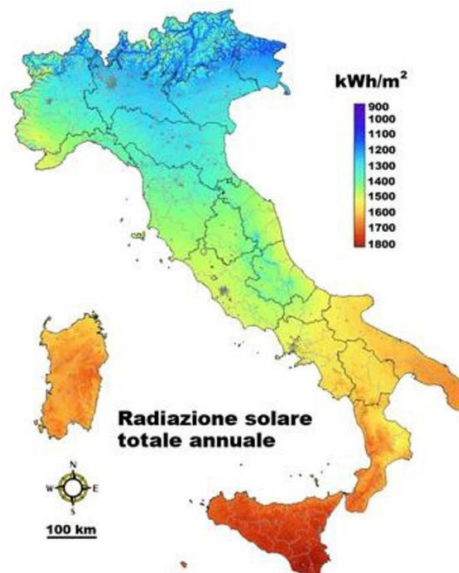 kWh/m²
900
1000
1100
1200
1300
1400
1500
1600
1700
1800
Radiazione solare
totale annuale
N
W E
S
100 km